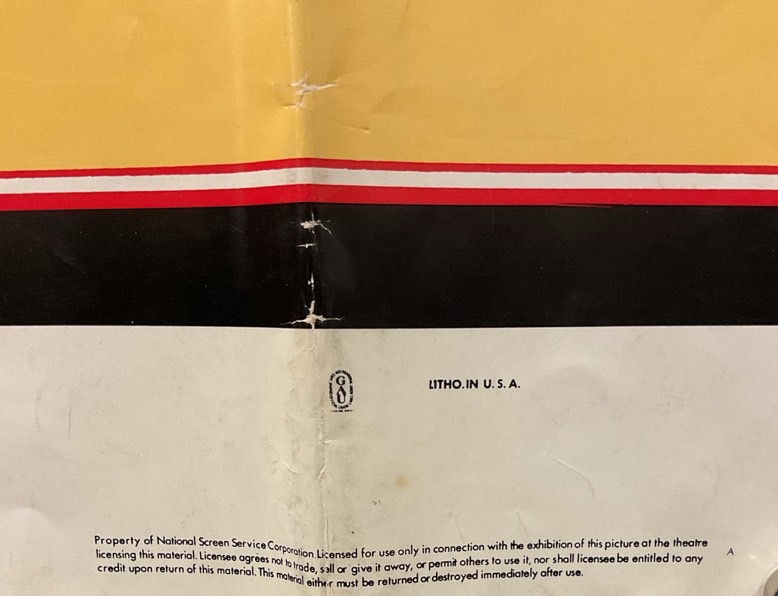 GAU
LITHO. IN U. S. A.
Property of National Screen Service Corporation Licensed for use only in connection with the exhibition of this picture at the theatre
licensing this material. Licensee agrees not to trade, sell or give it away, or permit others to use it, nor shall licensee be entitled to any
credit upon return of this material. This material either must be returned or destroyed immediately after use.
A